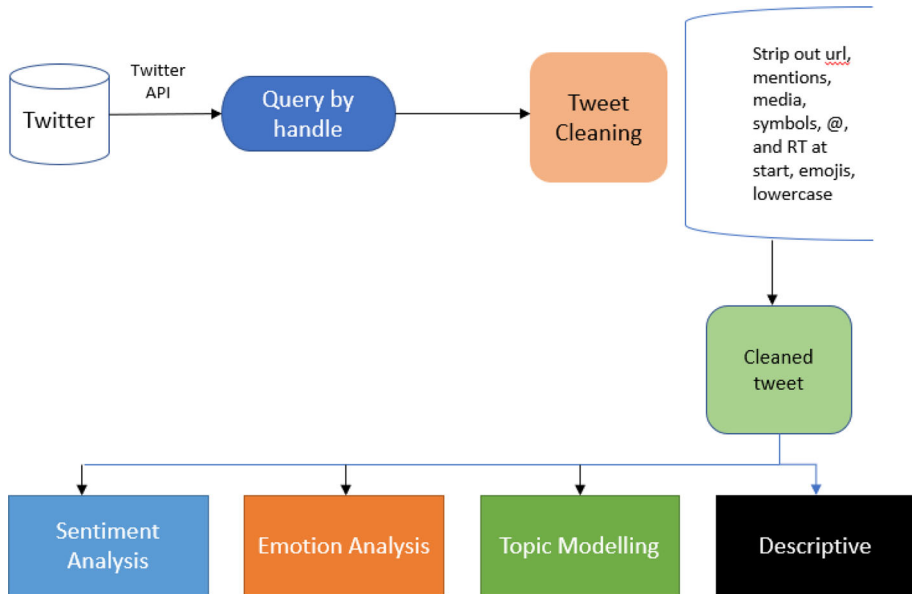 Twitter
Twitter
API
Query by
handle
Tweet
Cleaning
Strip out url,
mentions,
media,
symbols, @,
and RT at
start, emojis,
lowercase
Cleaned
tweet
Sentiment
Analysis
Emotion Analysis
Topic Modelling
Descriptive